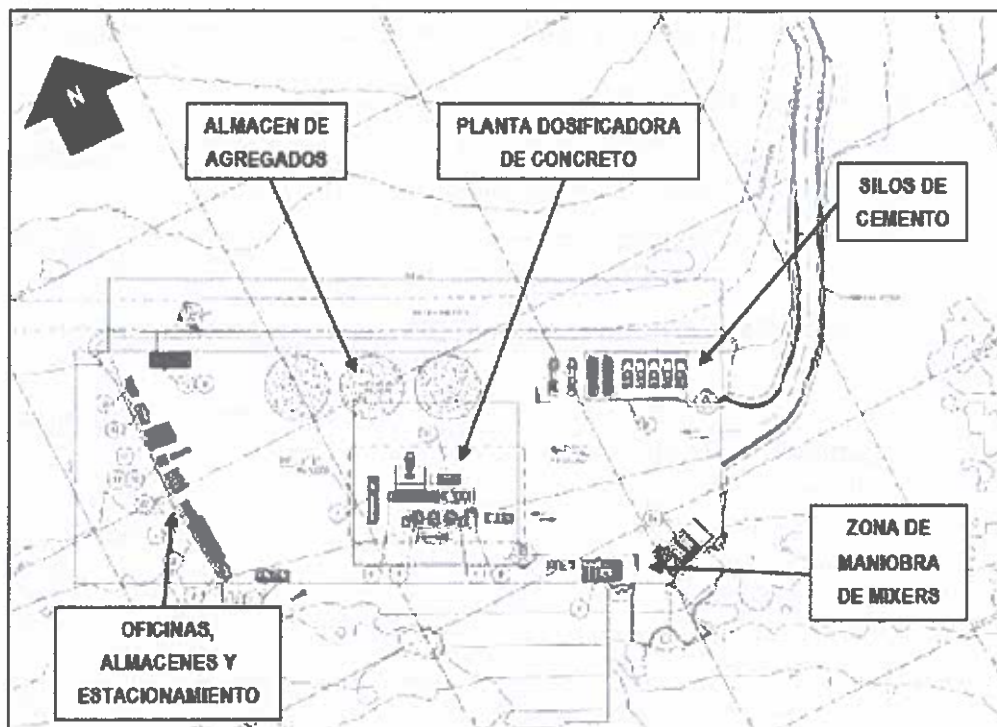 N
ALMACEN DE
AGREGADOS
PLANTA DOSIFICADORA
DE CONCRETO
SILOS DE
CEMENTO
ZONA DE
MANIOBRA
DE MIXERS
OFICINAS,
ALMACENES Y
ESTACIONAMIENTO